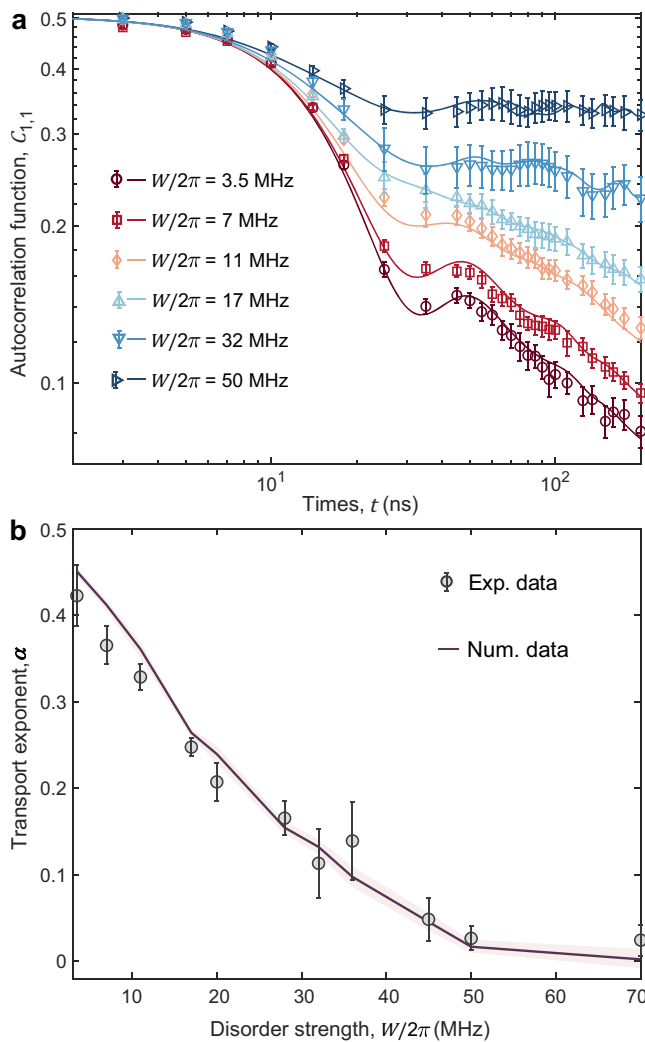 a
0.5
0.4
0.3
0.2
0.1
Autocorrelation function, C₁,₁
W/2π = 3.5 MHz
W/2π = 7 MHz
W/2π = 11 MHz
W/2π = 17 MHz
W/2π = 32 MHz
W/2π = 50 MHz
10¹
10²
Times, t (ns)
b
0.5
0.4
0.3
0.2
0.1
0
Transport exponent, α
Exp. data
Num. data
10
20
30
40
50
60
70
Disorder strength, W/2π (MHz)